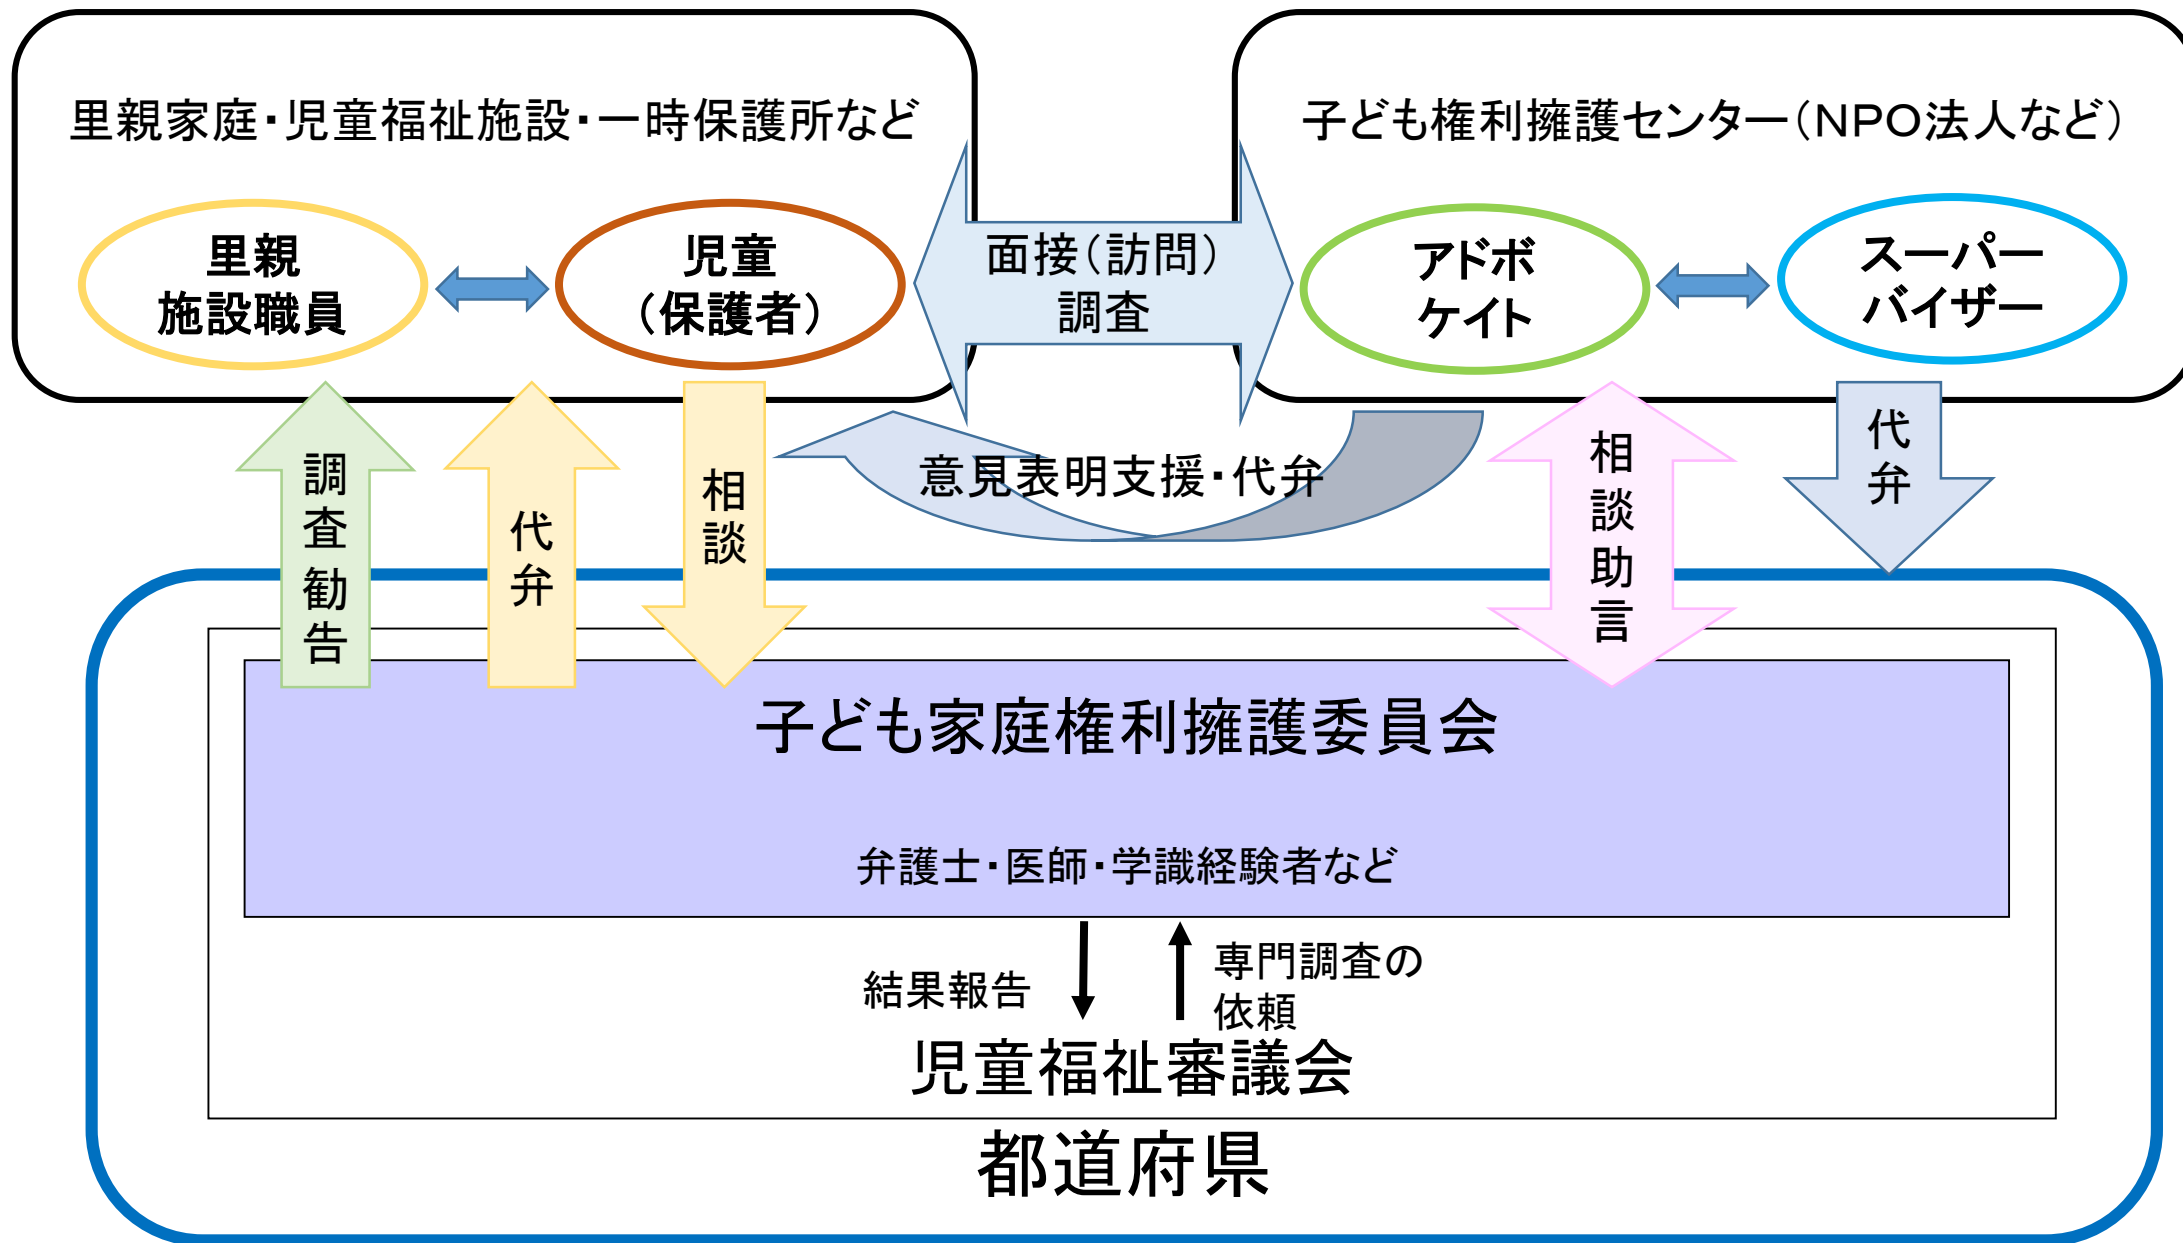 里親家庭・児童福祉施設・一時保護所など
里親
施設職員
児童
（保護者）
面接（訪問）
調査
子ども権利擁護センター（NPO法人など）
アドボ
ケイト
スーパー
バイザー
調査勧告
代弁
相談
意見表明支援・代弁
相談助言
代弁
子ども家庭権利擁護委員会
弁護士・医師・学識経験者など
結果報告
専門調査の
依頼
児童福祉審議会
都道府県